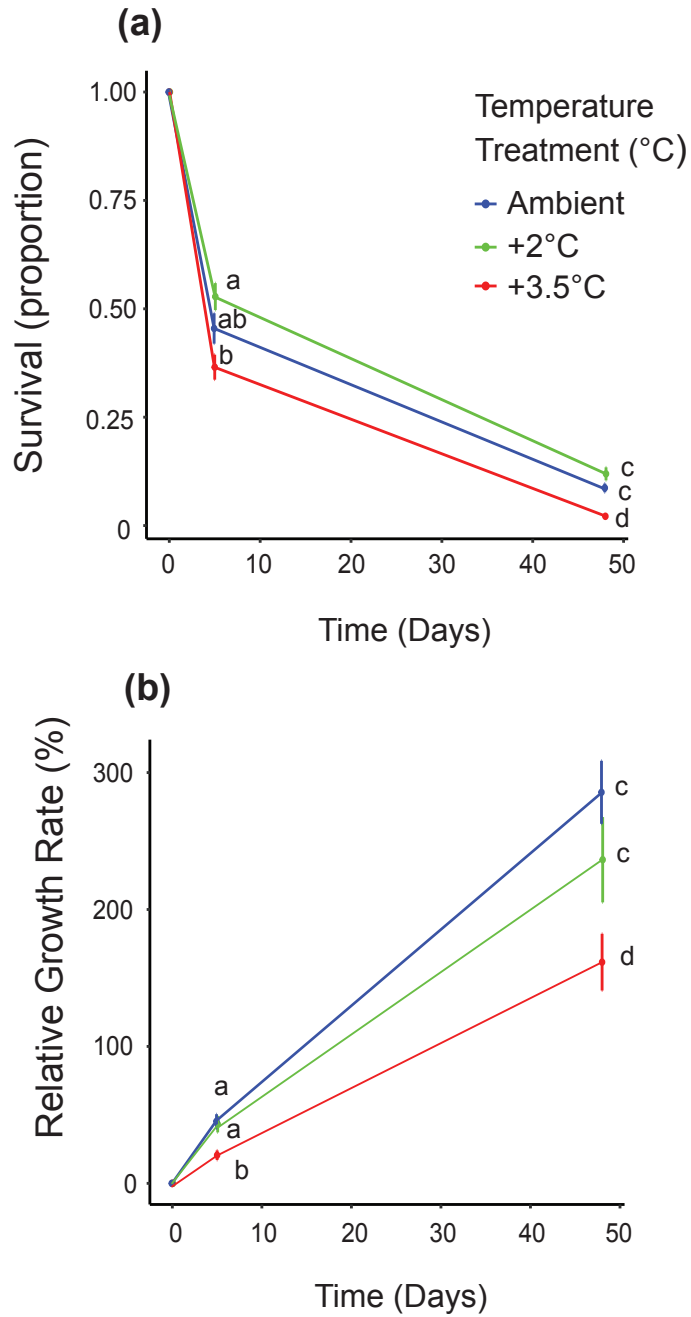 (a)
Survival (proportion)
1.00
0.75
0.50
0.25
0
Temperature
Treatment (°C)
Ambient
+2°C
+3.5°C
a
ab
b
c
c
d
0 10 20 30 40 50
Time (Days)
(b)
Relative Growth Rate (%)
300
200
100
0
a
a
b
c
c
d
0 10 20 30 40 50
Time (Days)